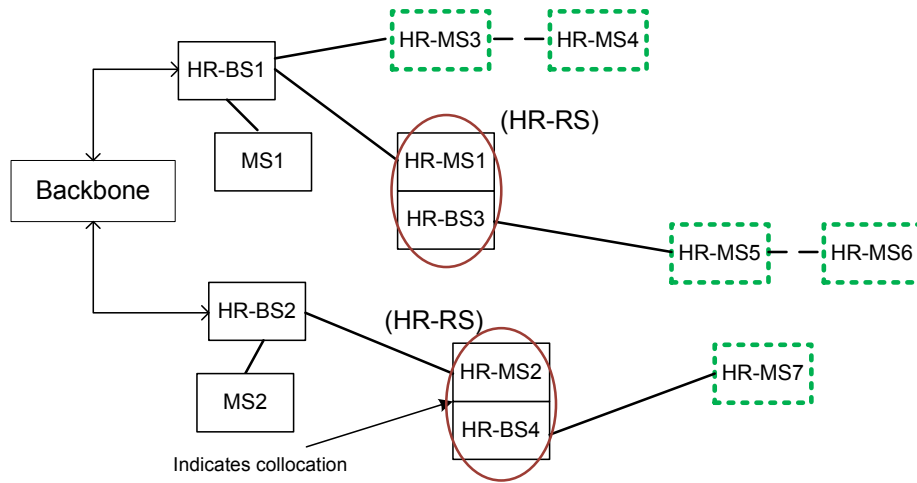 HR-MS3
HR-MS4
HR-BS1
(HR-RS)
MS1
HR-MS1
Backbone
HR-BS3
HR-MS5
HR-MS6
HR-BS2
(HR-RS)
HR-MS2
HR-MS7
MS2
HR-BS4
Indicates collocation